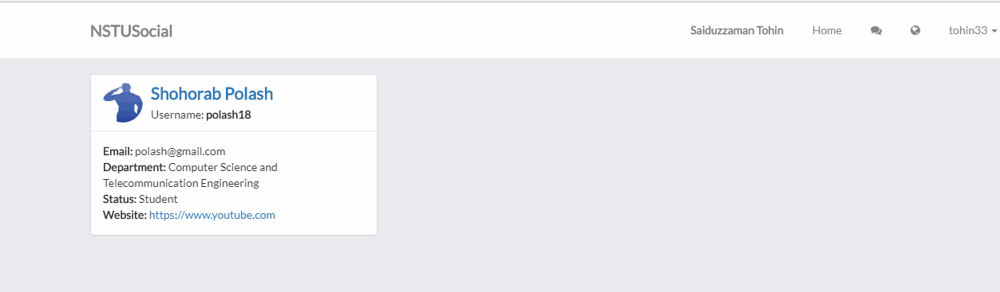 NSTUSocial
Saiduzzaman Tohin Home tohin33
Shohorab Polash
Username: polash18
Email: polash@gmail.com
Department: Computer Science and
Telecommunication Engineering
Status: Student
Website: https://www.youtube.com